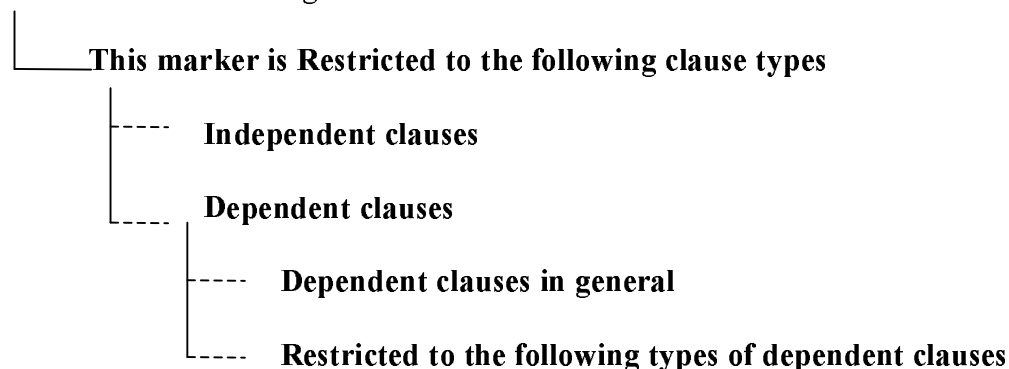 This marker is Restricted to the following clause types
Independent clauses
Dependent clauses
Dependent clauses in general
Restricted to the following types of dependent clauses